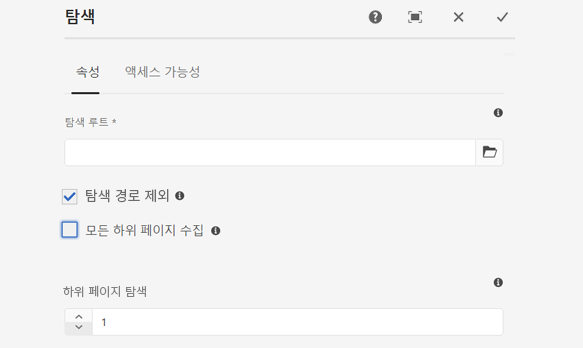 탐색
속성 액세스 가능성
탐색 루트 *
탐색 경로 제외
모든 하위 페이지 수집
하위 페이지 탐색
1